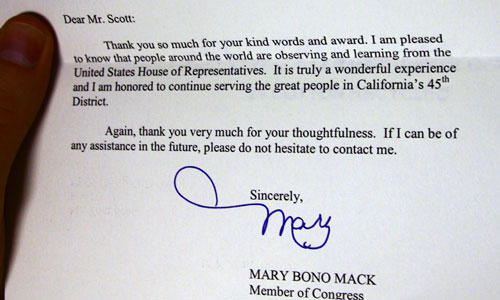 Dear Mr. Scott:
Thank you so much for your kind words and award. I am pleased
to know that people around the world are observing and learning from the
United States House of Representatives. It is truly a wonderful experience
and I am honored to continue serving the great people in California's 45th
District.
Again, thank you very much for your thoughtfulness. If I can be of
any assistance in the future, please do not hesitate to contact me.
Sincerely,
Mary
MARY BONO MACK
Member of Congress